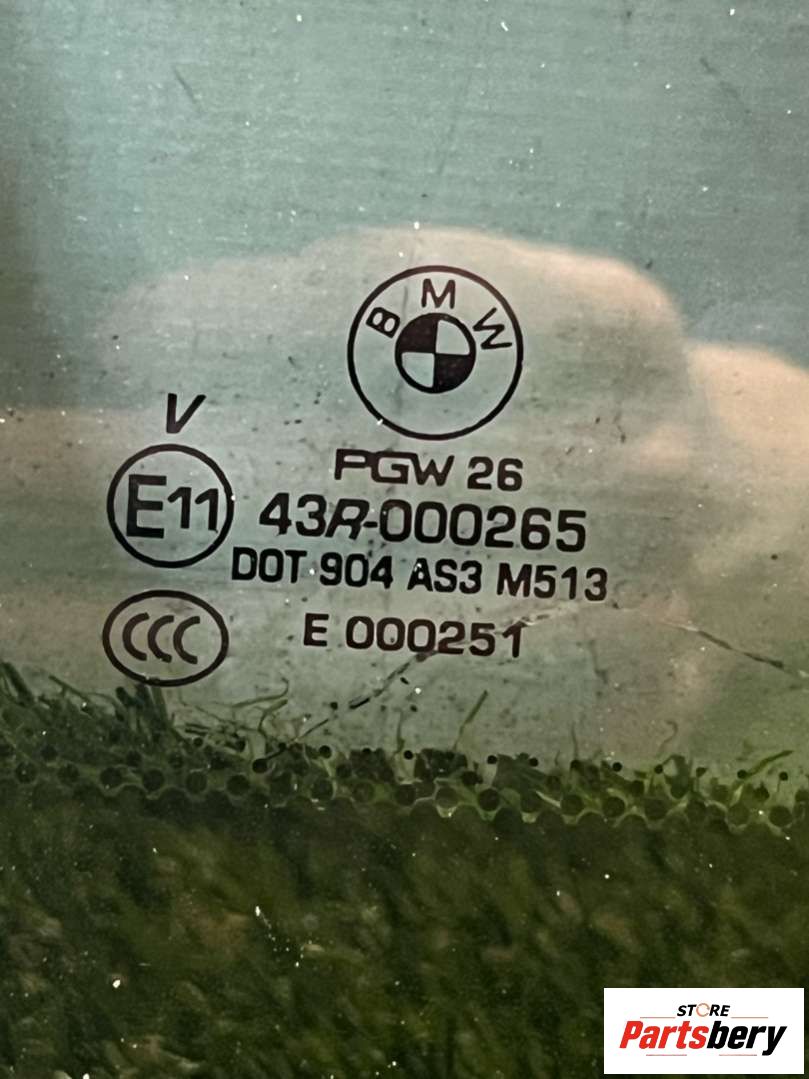 BMW
PGW 26
V
E11 43R-000265
DOT 904 AS3 M513
CCC E 000251
STORE
Partsbery